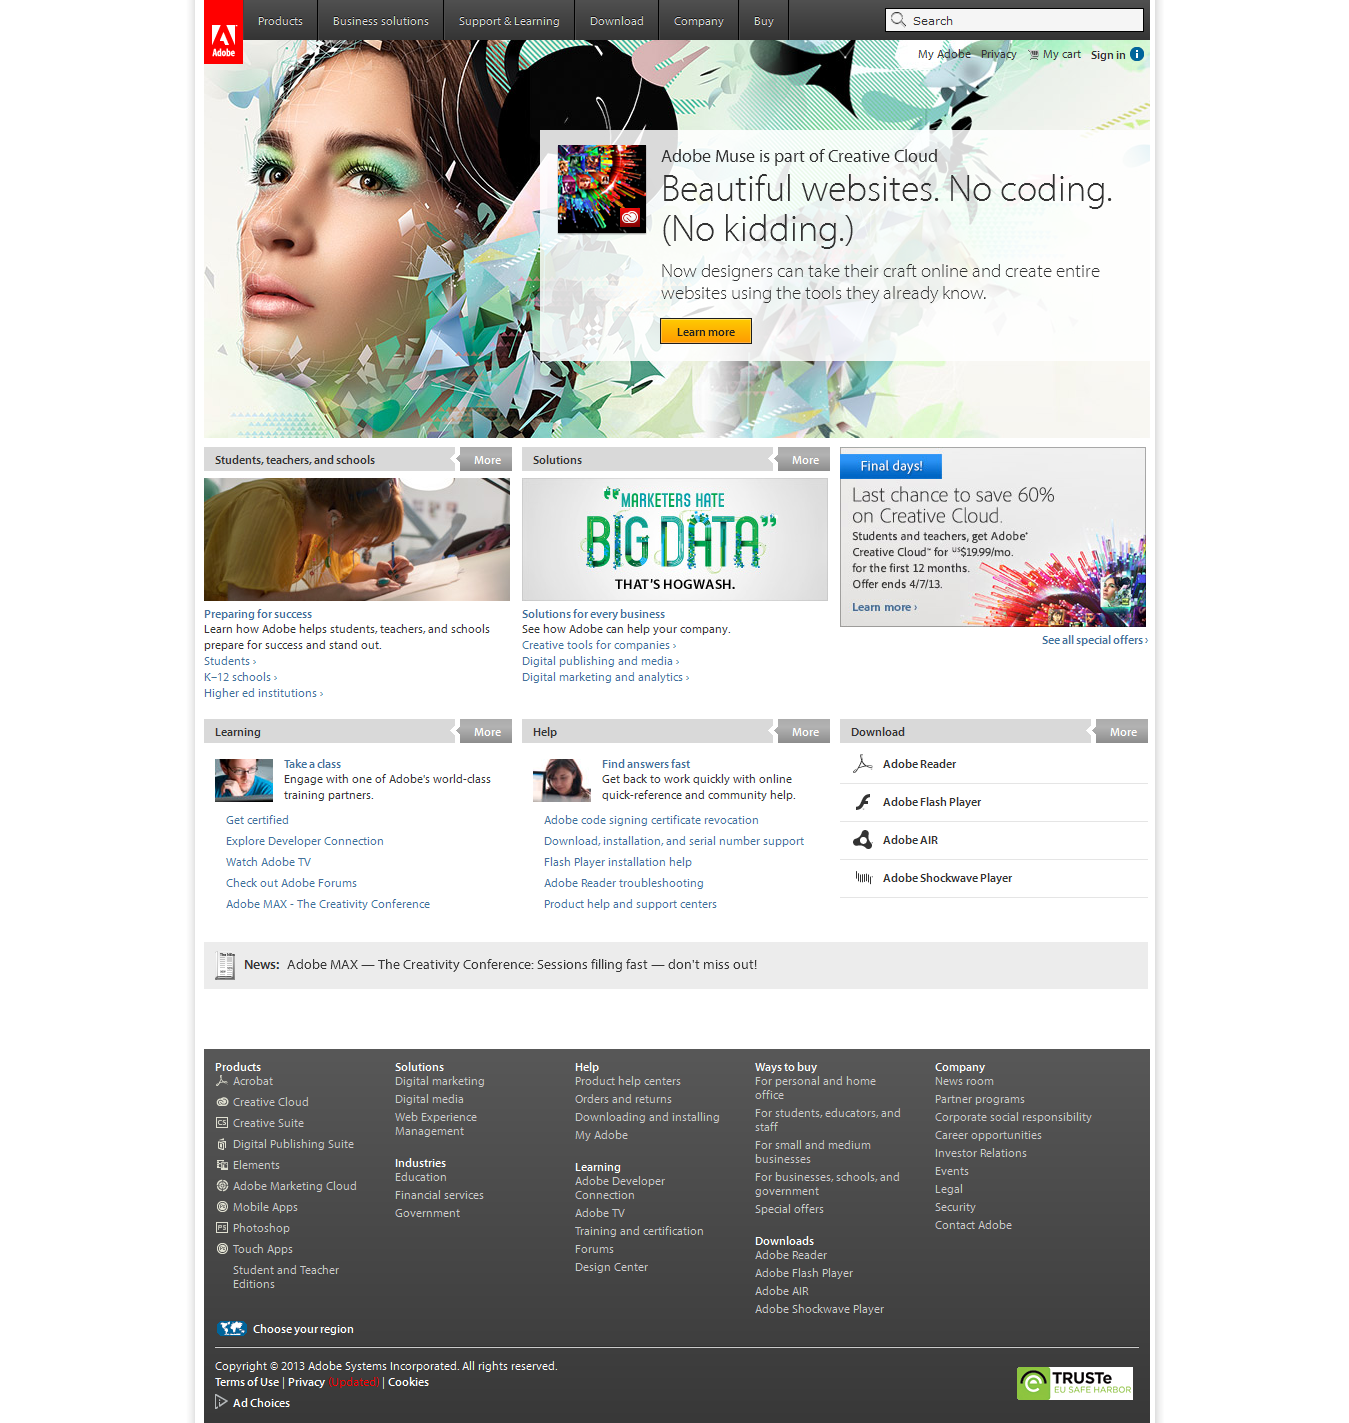 Adobe
Products
Business solutions
Support & Learning
Download
Company
Buy
Search
My Adobe
Privacy
My cart
Sign in
Adobe Muse is part of Creative Cloud
Beautiful websites. No coding.
(No kidding.)
Now designers can take their craft online and create entire
websites using the tools they already know.
Learn more
Students, teachers, and schools
More
Preparing for success
Learn how Adobe helps students, teachers, and schools
prepare for success and stand out.
Students ›
K–12 schools ›
Higher ed institutions ›
Solutions
More
“MARKETERS HATE
BIG DATA”
THAT'S HOGWASH.
Solutions for every business
See how Adobe can help your company.
Creative tools for companies ›
Digital publishing and media ›
Digital marketing and analytics ›
Final days!
Last chance to save 60%
on Creative Cloud.
Students and teachers, get Adobe®
Creative Cloud™ for US$19.99/mo.
for the first 12 months.
Offer ends 4/7/13.
Learn more ›
See all special offers ›
Learning
More
Take a class
Engage with one of Adobe's world-class
training partners.
Get certified
Explore Developer Connection
Watch Adobe TV
Check out Adobe Forums
Adobe MAX - The Creativity Conference
Help
More
Find answers fast
Get back to work quickly with online
quick-reference and community help.
Adobe code signing certificate revocation
Download, installation, and serial number support
Flash Player installation help
Adobe Reader troubleshooting
Product help and support centers
Download
More
Adobe Reader
Adobe Flash Player
Adobe AIR
Adobe Shockwave Player
News: Adobe MAX — The Creativity Conference: Sessions filling fast — don't miss out!
Products
Acrobat
Creative Cloud
CS Creative Suite
Digital Publishing Suite
Elements
Adobe Marketing Cloud
Mobile Apps
PS Photoshop
Touch Apps
Student and Teacher
Editions
Solutions
Digital marketing
Digital media
Web Experience
Management
Industries
Education
Financial services
Government
Help
Product help centers
Orders and returns
Downloading and installing
My Adobe
Learning
Adobe Developer
Connection
Adobe TV
Training and certification
Forums
Design Center
Ways to buy
For personal and home
office
For students, educators, and
staff
For small and medium
businesses
For businesses, schools, and
government
Special offers
Downloads
Adobe Reader
Adobe Flash Player
Adobe AIR
Adobe Shockwave Player
Company
News room
Partner programs
Corporate social responsibility
Career opportunities
Investor Relations
Events
Legal
Security
Contact Adobe
Choose your region
Copyright © 2013 Adobe Systems Incorporated. All rights reserved.
Terms of Use | Privacy (Updated) | Cookies
Ad Choices
TRUSTe
EU SAFE HARBOR